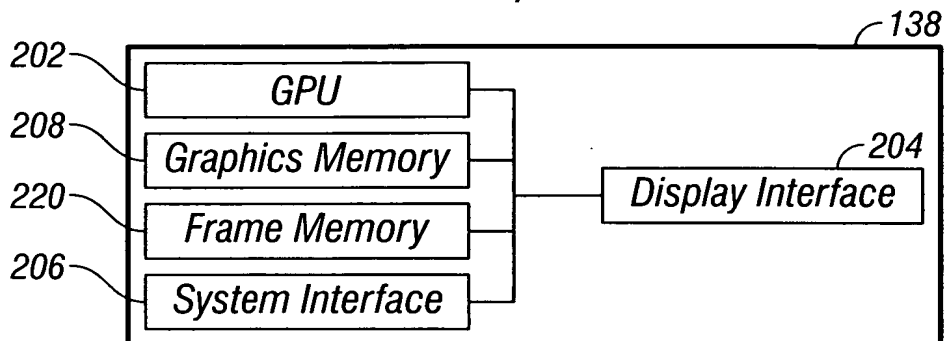 138
202
GPU
208
Graphics Memory
204
Display Interface
220
Frame Memory
206
System Interface